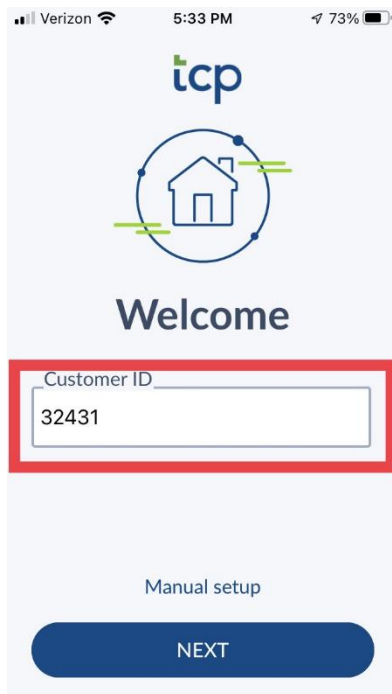 Verizon 5:33 PM 73%
tcp
Welcome
Customer ID
32431
Manual setup
NEXT